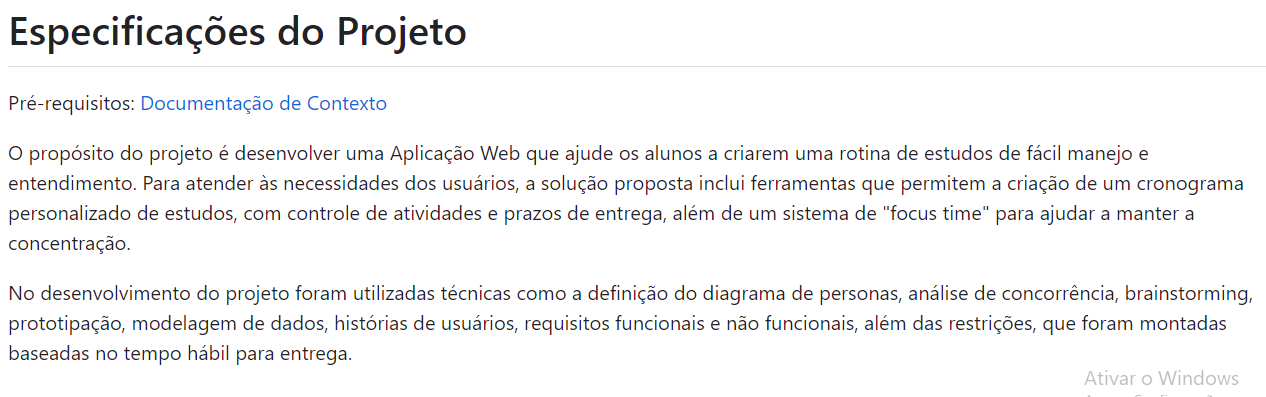 Especificações do Projeto
Pré-requisitos: Documentação de Contexto
O propósito do projeto é desenvolver uma Aplicação Web que ajude os alunos a criarem uma rotina de estudos de fácil manejo e
entendimento. Para atender às necessidades dos usuários, a solução proposta inclui ferramentas que permitem a criação de um cronograma
personalizado de estudos, com controle de atividades e prazos de entrega, além de um sistema de "focus time" para ajudar a manter a
concentração.
No desenvolvimento do projeto foram utilizadas técnicas como a definição do diagrama de personas, análise de concorrência, brainstorming,
prototipação, modelagem de dados, histórias de usuários, requisitos funcionais e não funcionais, além das restrições, que foram montadas
baseadas no tempo hábil para entrega.
Ativar o Windows